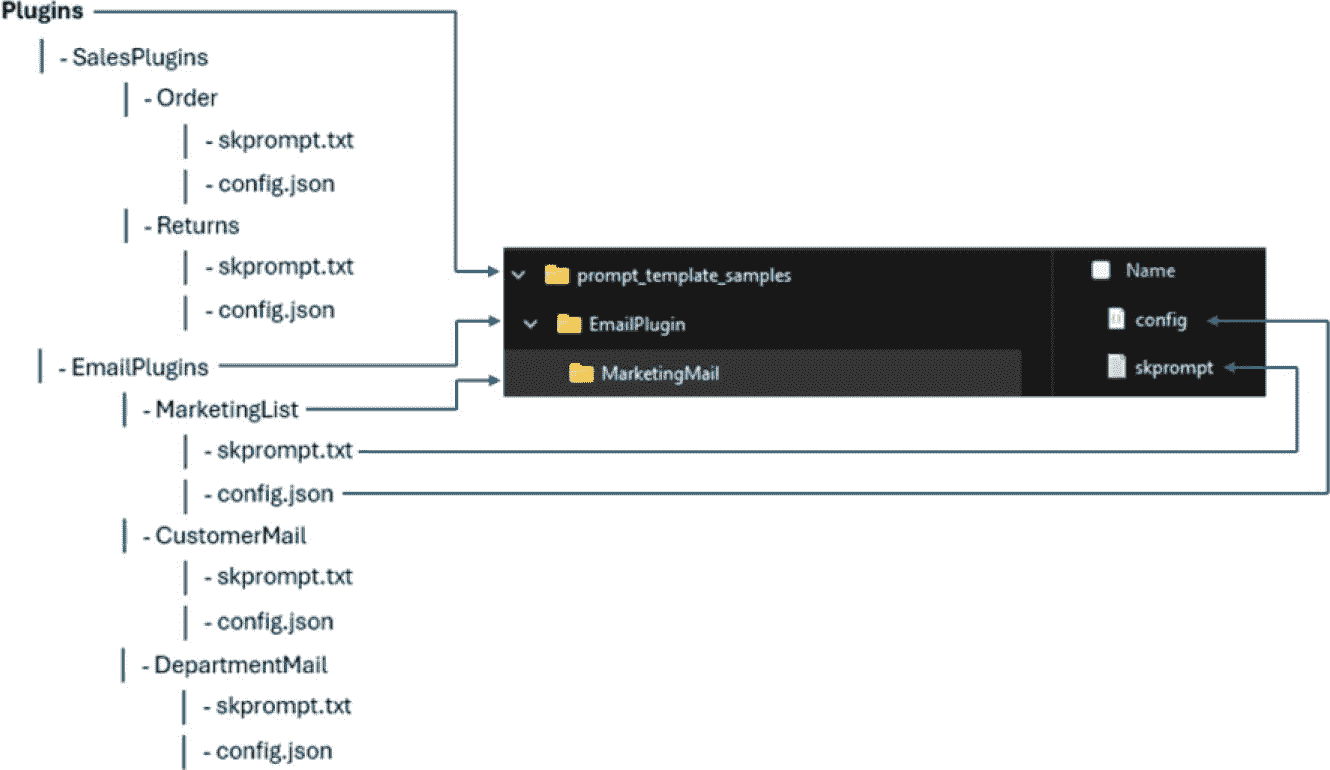 Plugins
- SalesPlugins
- Order
- skprompt.txt
- config.json
- Returns
- skprompt.txt
- config.json
- EmailPlugins
- MarketingList
- skprompt.txt
- config.json
- CustomerMail
- skprompt.txt
- config.json
- DepartmentMail
- skprompt.txt
- config.json
prompt_template_samples
EmailPlugin
MarketingMail
Name
config
skprompt